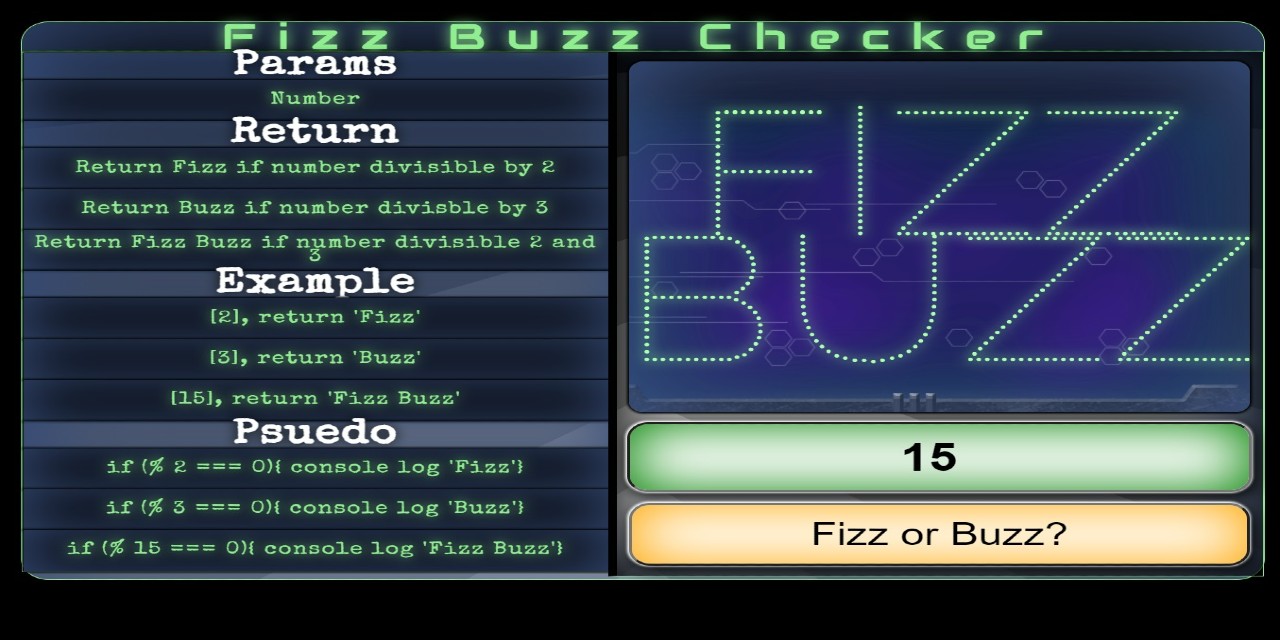 Fizz Buzz Checker
Params
Number
Return
Return Fizz if number divisible by 2
Return Buzz if number divisble by 3
Return Fizz Buzz if number divisible 2 and
3
Example
[2], return 'Fizz'
[3], return 'Buzz'
[15], return 'Fizz Buzz'
Psuedo
if (% 2 === 0){ console log 'Fizz'}
if (% 3 === 0){ console log 'Buzz'}
if (% 15 === 0){ console log 'Fizz Buzz'}
FIZZ
BUZZ
15
Fizz or Buzz?